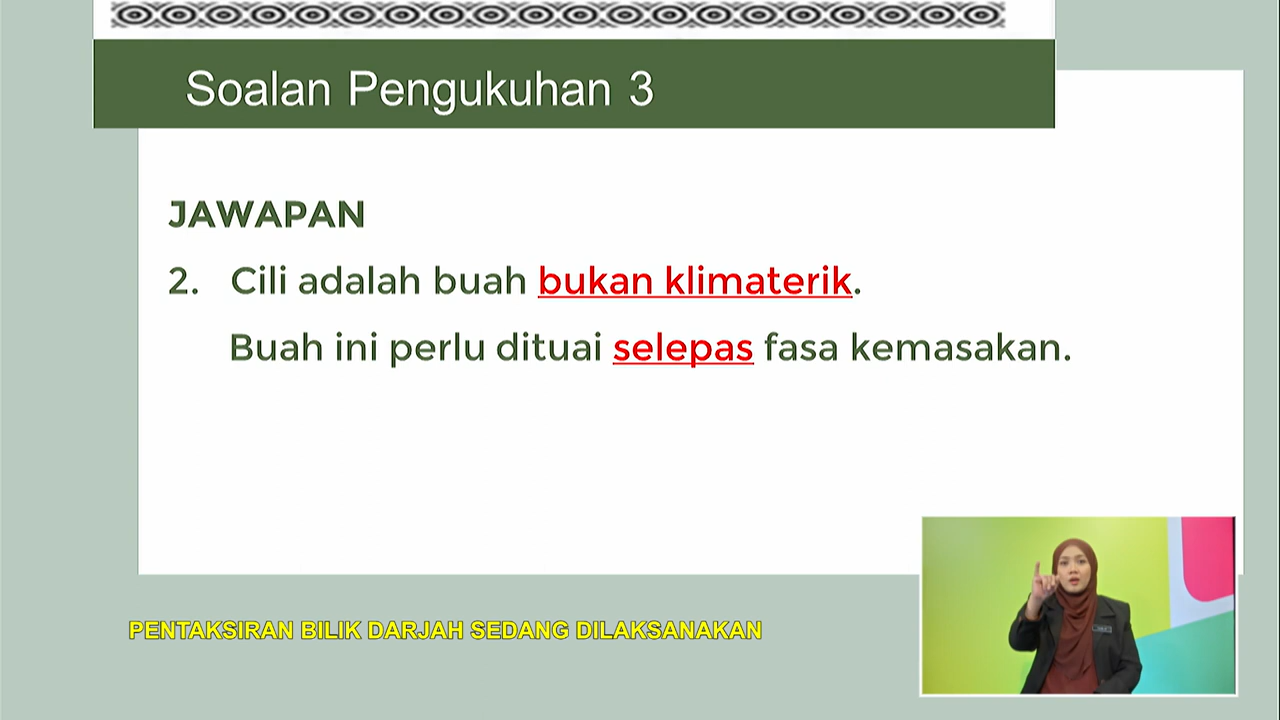 Soalan Pengukuhan 3
JAWAPAN
2. Cili adalah buah bukan klimaterik.
Buah ini perlu dituai selepas fasa kemasakan.
PENTAKSIRAN BILIK DARJAH SEDANG DILAKSANAKAN